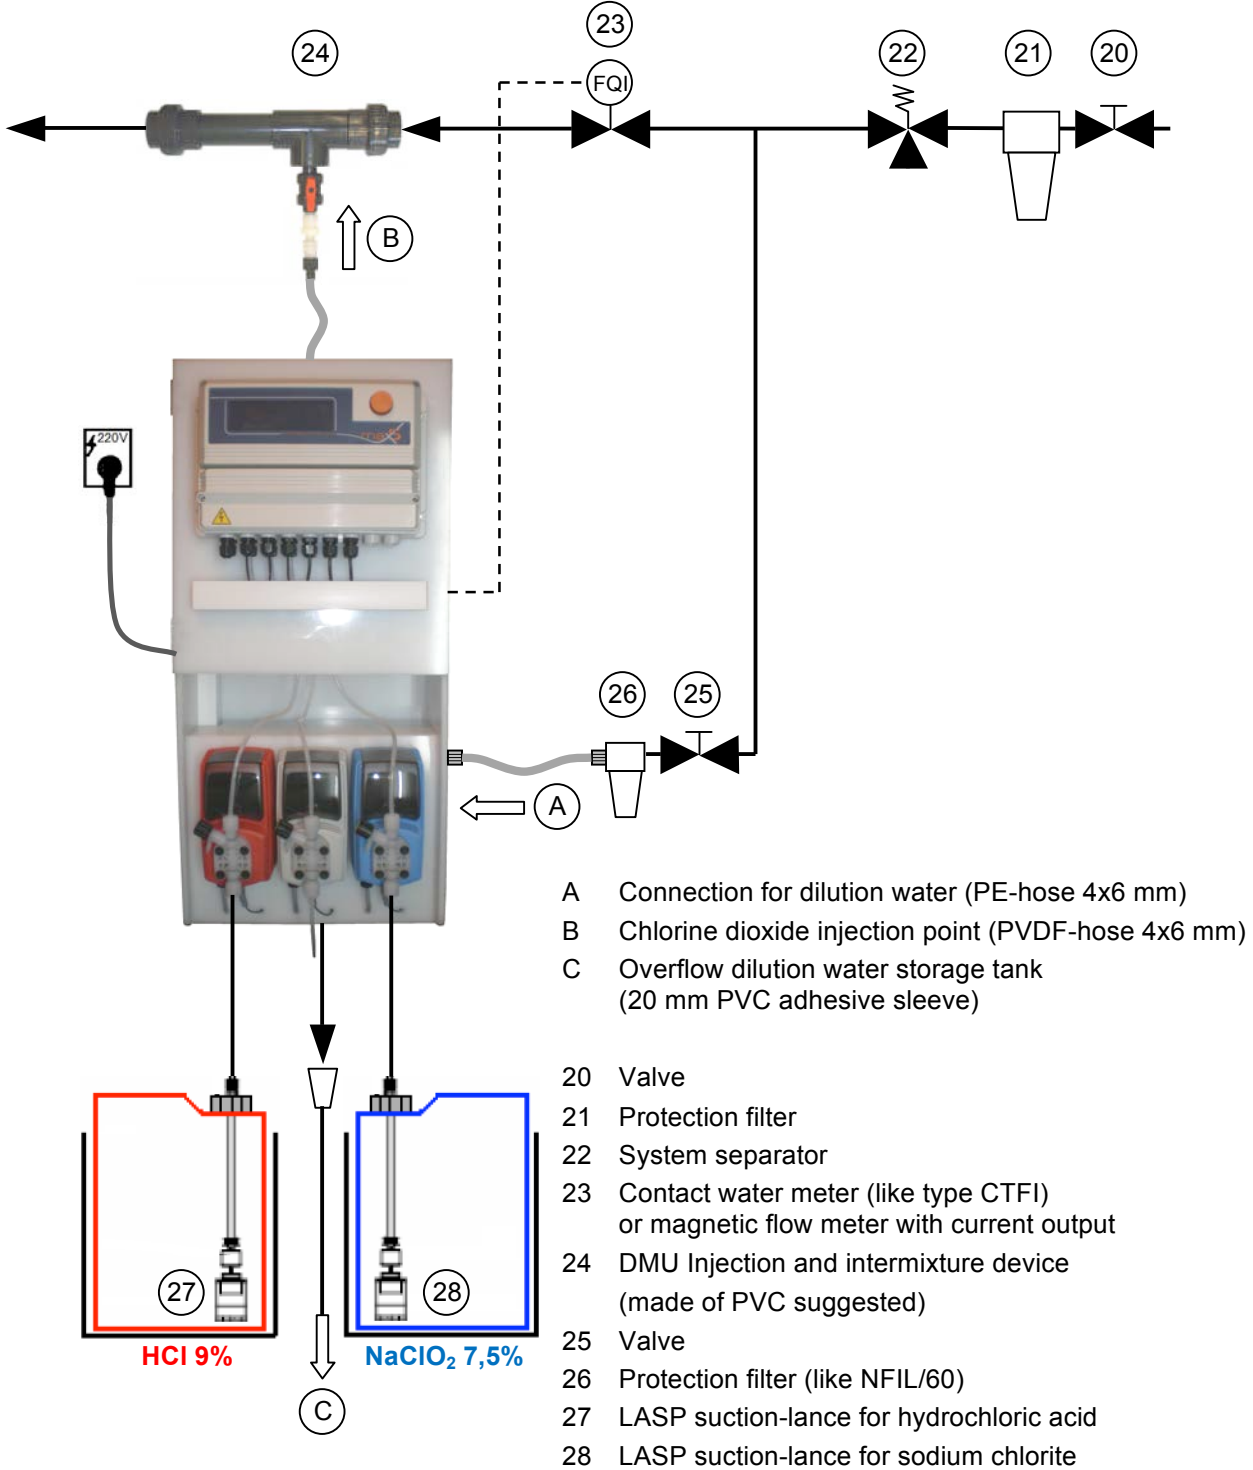 23
24
22
21
20
FQI
B
220V
max5
26
25
A
A Connection for dilution water (PE-hose 4x6 mm)
B Chlorine dioxide injection point (PVDF-hose 4x6 mm)
C Overflow dilution water storage tank
(20 mm PVC adhesive sleeve)
20 Valve
21 Protection filter
22 System separator
23 Contact water meter (like type CTFI)
or magnetic flow meter with current output
24 DMU Injection and intermixture device
(made of PVC suggested)
25 Valve
26 Protection filter (like NFIL/60)
27 LASP suction-lance for hydrochloric acid
28 LASP suction-lance for sodium chlorite
27
28
HCl 9%
NaClO₂ 7,5%
C